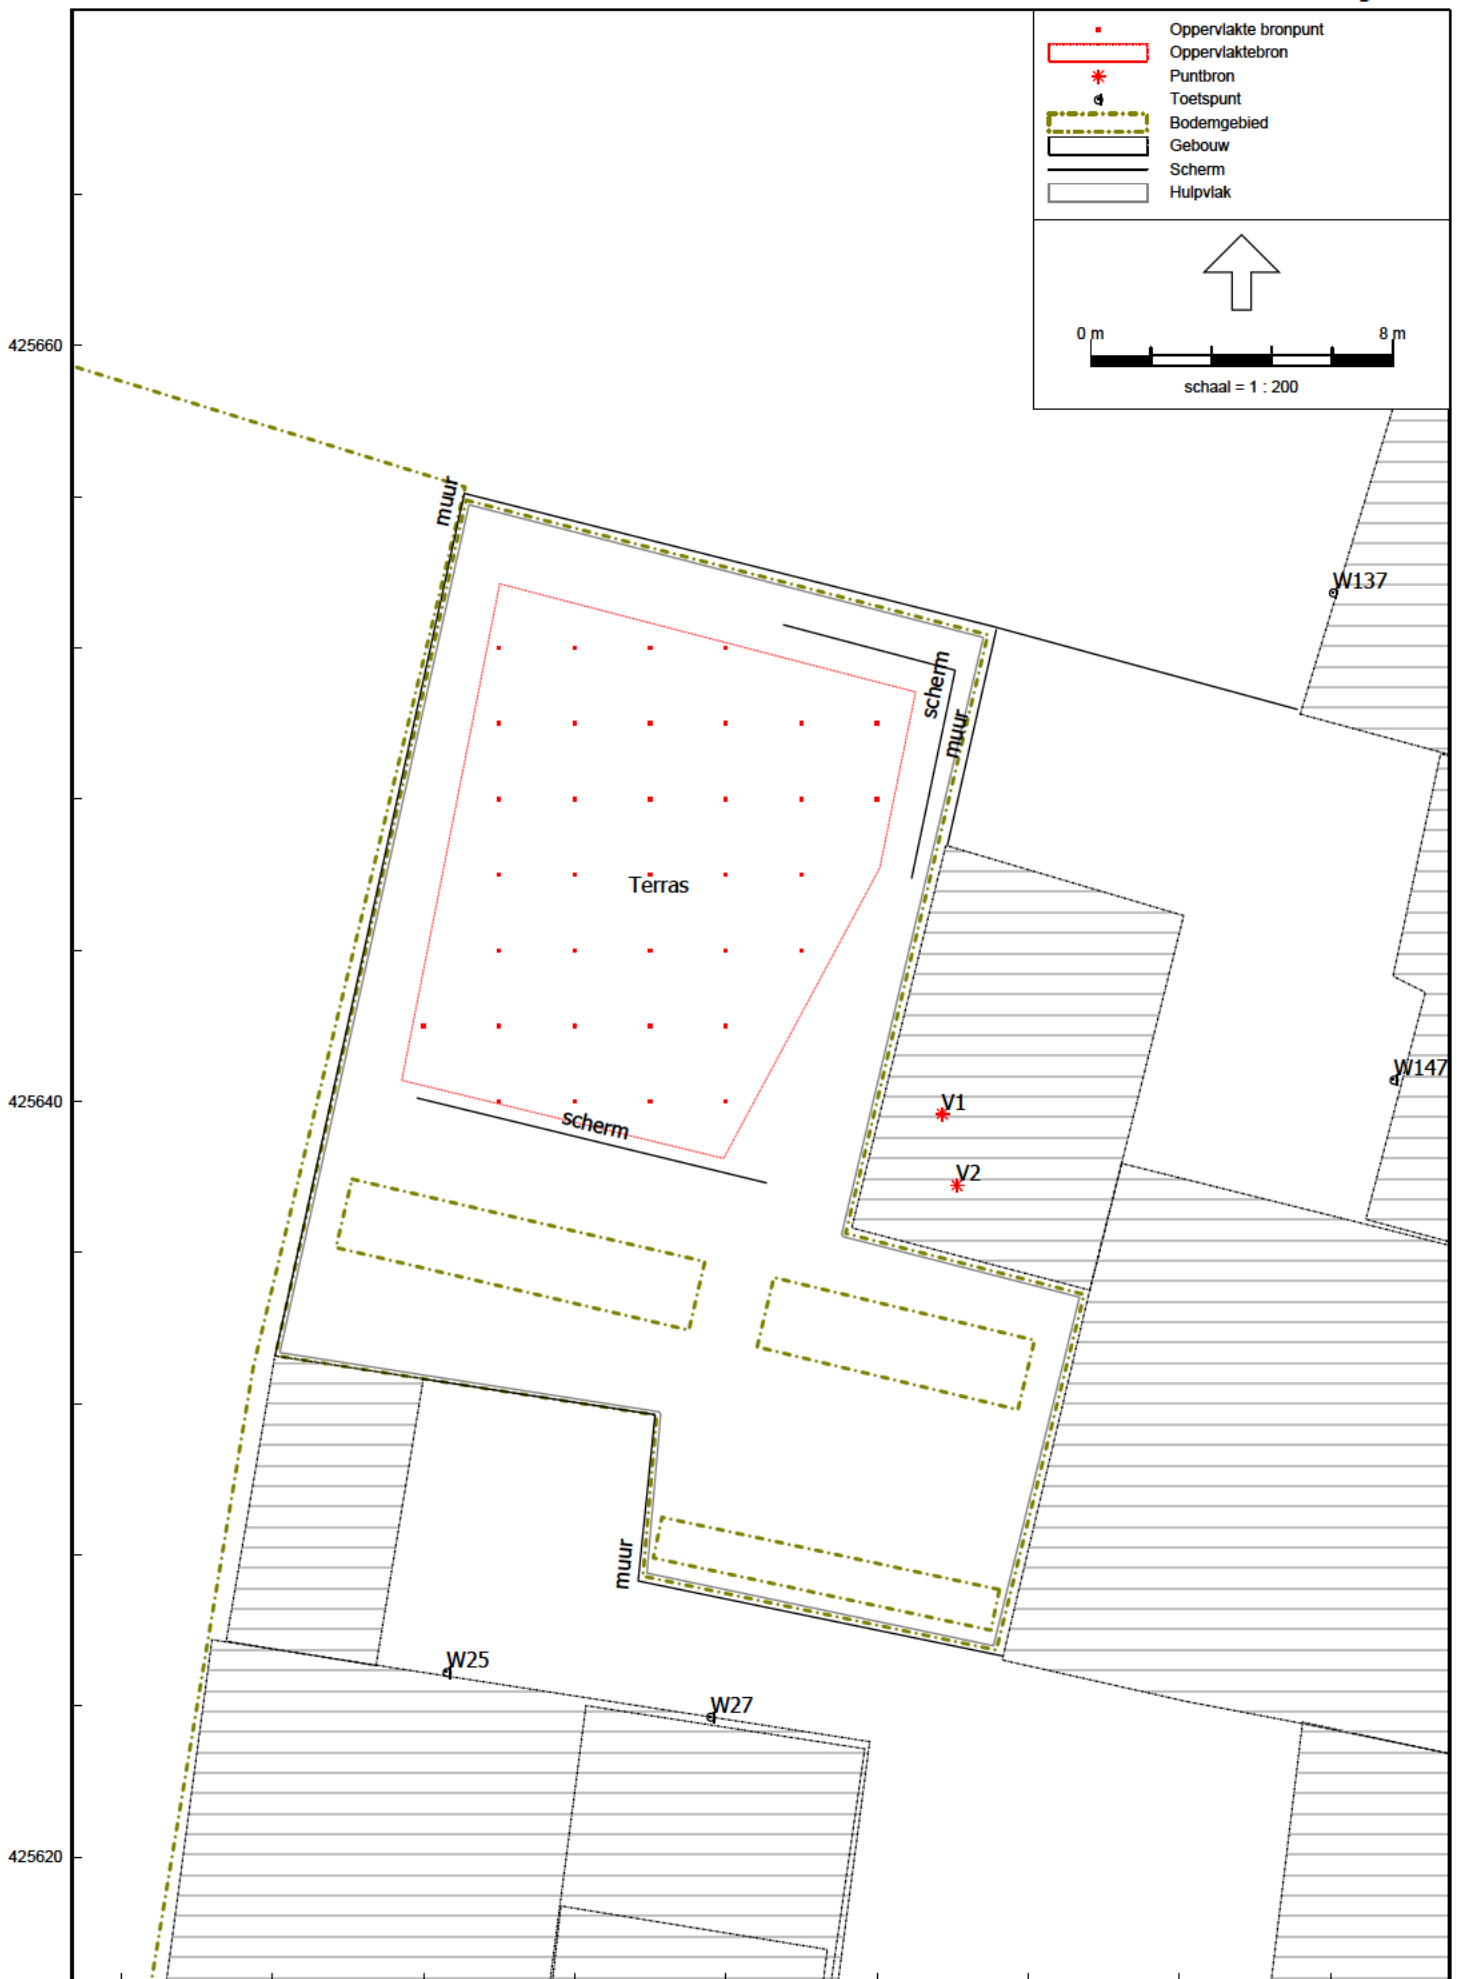 Oppervlakte bronpunt
Oppervlaktebron
Puntbron
Toetspunt
Bodemgebied
Gebouw
Scherm
Hulpvlak
0 m 8 m
schaal = 1 : 200
425660
muur
W137
scherm
muur
Terras
W147
V1
425640
scherm
V2
muur
W25
W27
425620